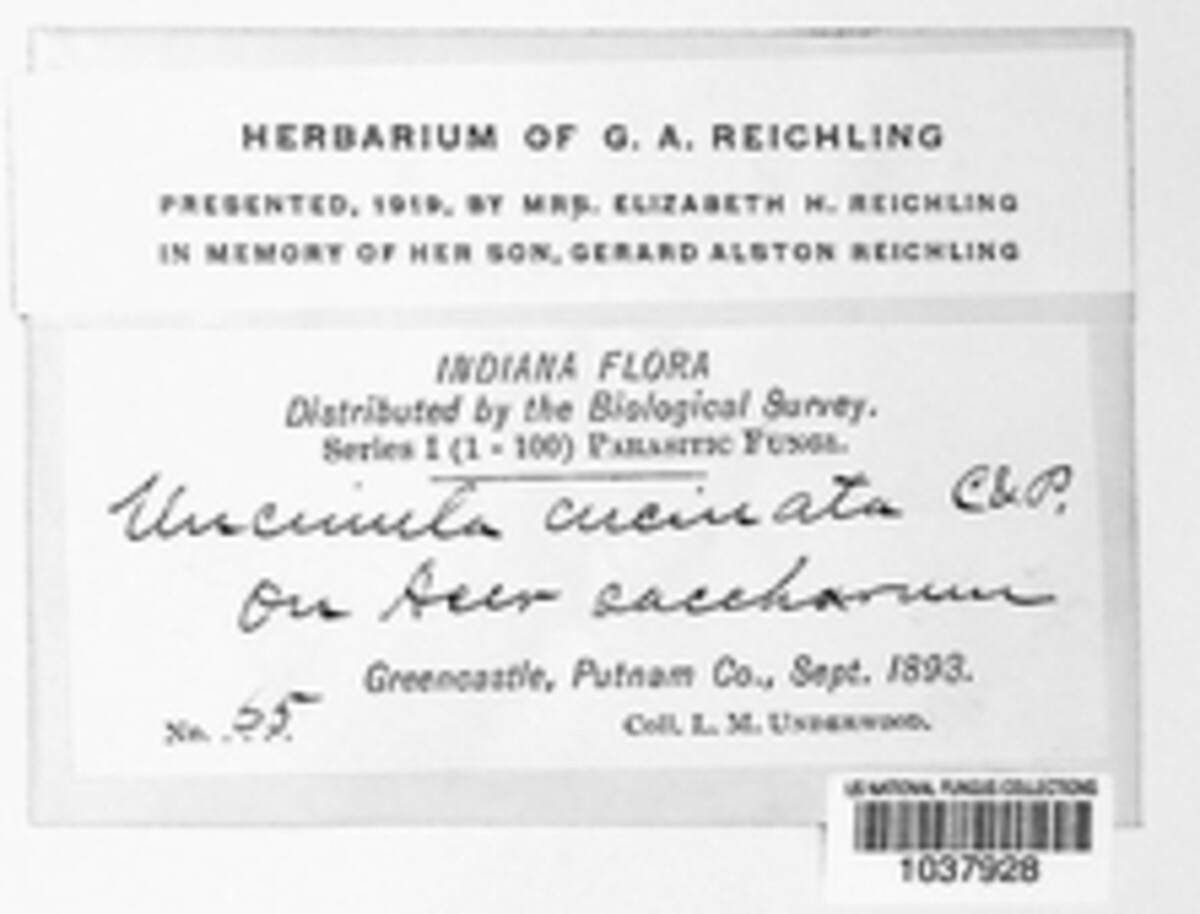 HERBARIUM OF G. A. REICHLING
PRESENTED, 1919, BY MRS. ELIZABETH H. REICHLING
IN MEMORY OF HER SON, GERARD ALSTON REICHLING
INDIANA FLORA
Distributed by the Biological Survey.
Series I (1 - 100) PARASITIC FUNGI.
Uncinula circinata C&P.
on Acer saccharum
Greencastle, Putnam Co., Sept. 1893.
No. 55
Coll. L. M. UNDERWOOD.
US NATIONAL FUNGUS COLLECTIONS
1037928